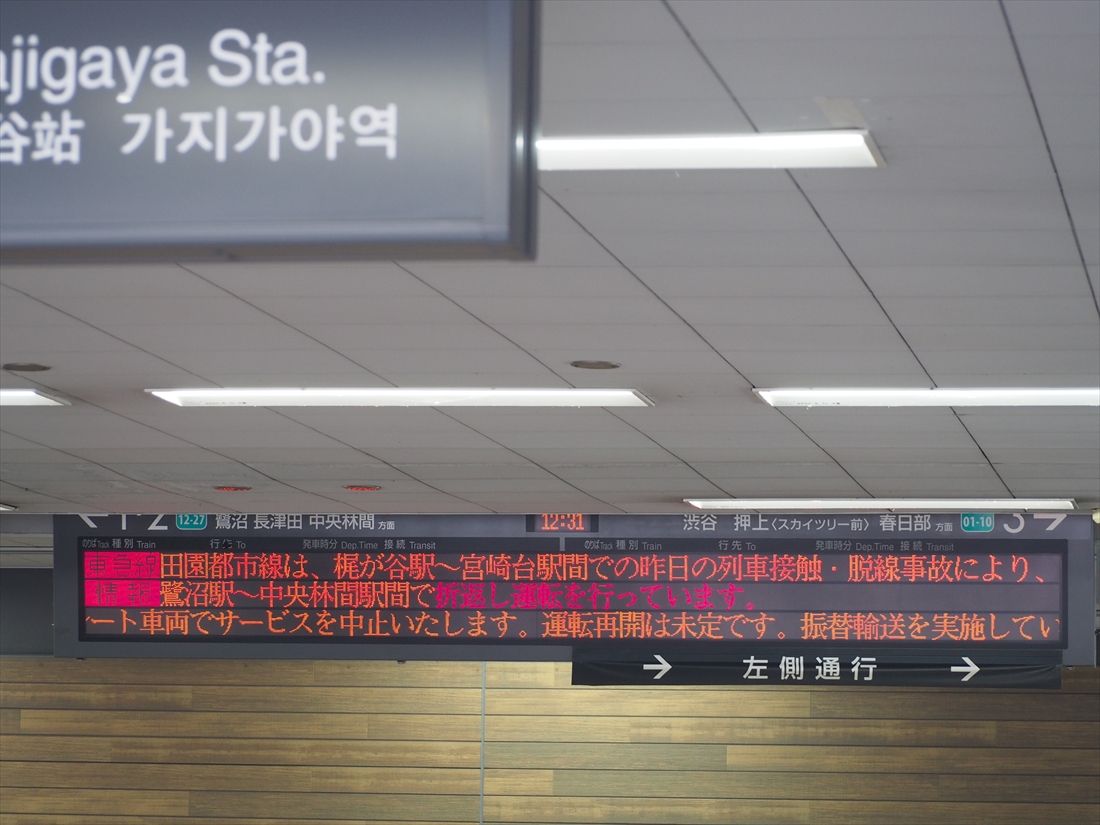 ajigaya Sta.
谷站 가지가야역
1・2 12-27 鷺沼 長津田 中央林間 方面 12:31 渋谷 押上〈スカイツリー前〉 春日部 方面 01-10 3
のりば Track 種別 Train 行先 To 発車時分 Dep.Time 接続 Transit のりば Track 種別 Train 行先 To 発車時分 Dep.Time 接続 Transit
田園都市線は、梶が谷駅〜宮崎台駅間での昨日の列車接触・脱線事故により、
情報 鷺沼駅〜中央林間駅間で折返し運転を行っています。
ート車両でサービスを中止いたします。運転再開は未定です。振替輸送を実施してい
→ 左側通行 →